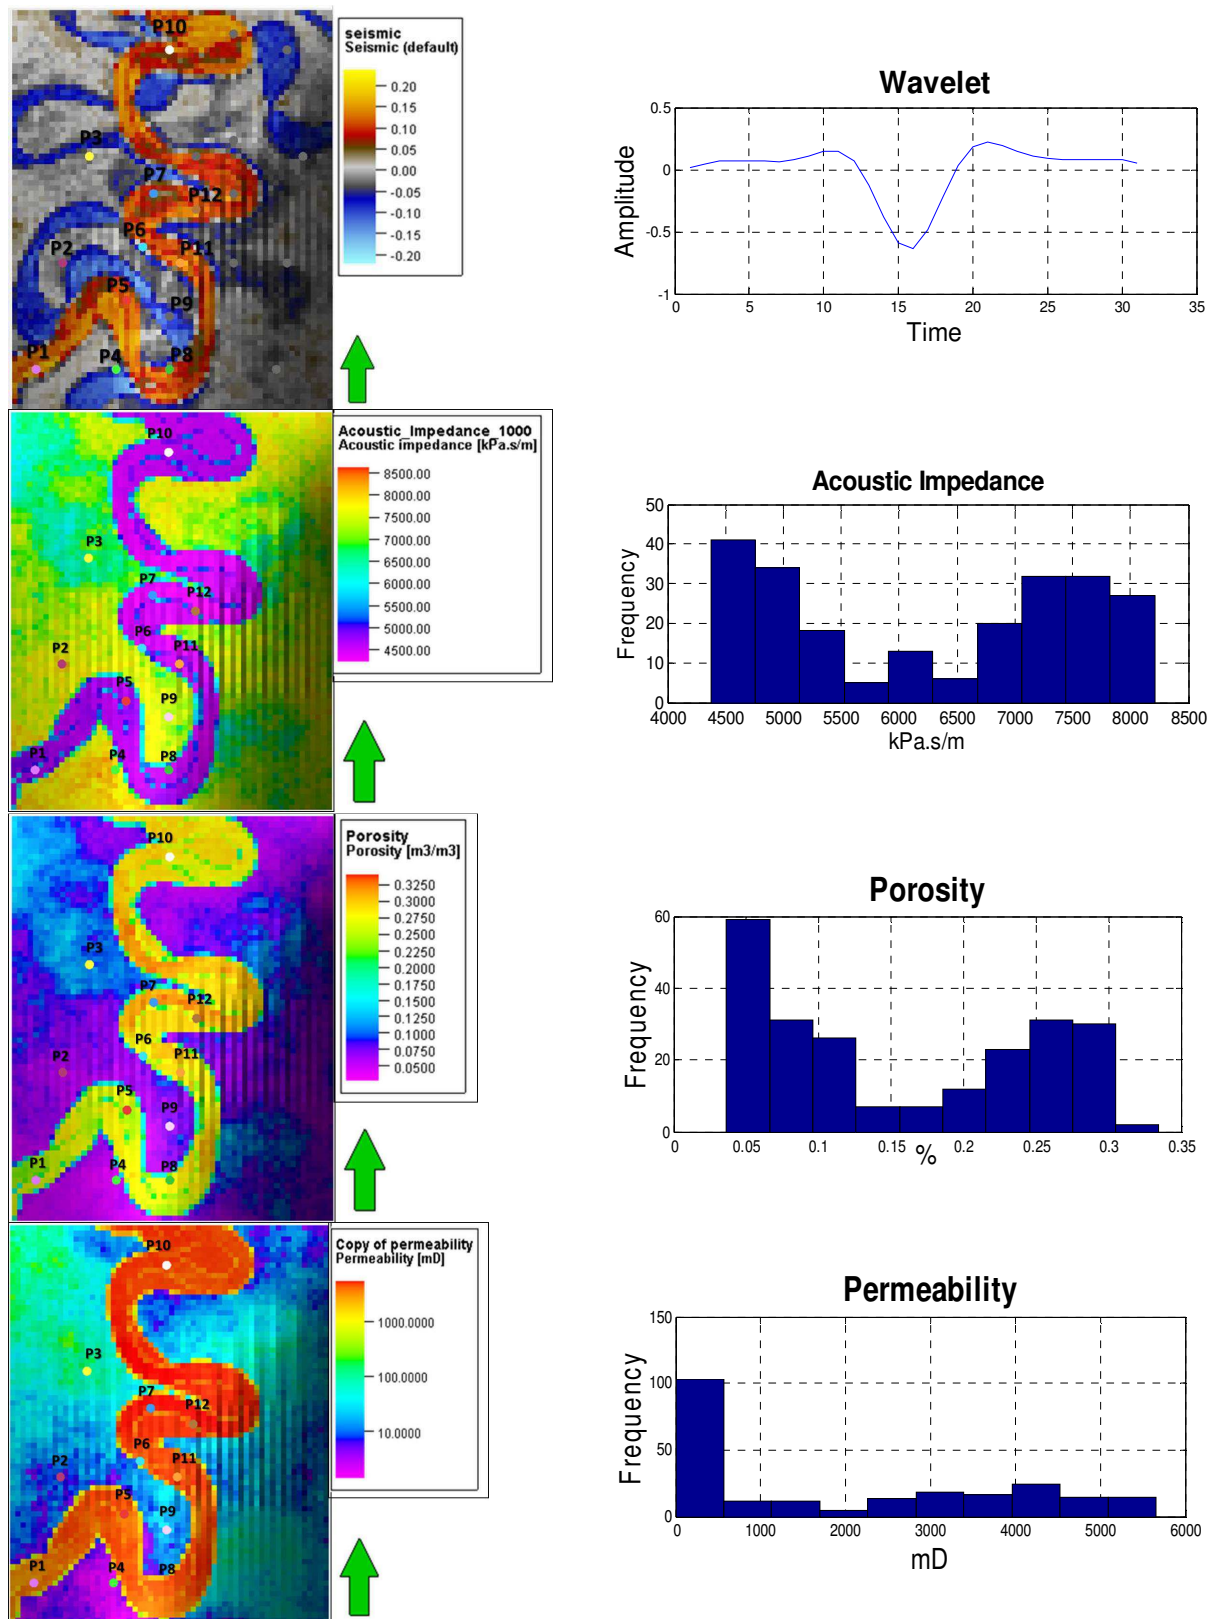 P10
P3
P7
P12
P6
P2
P11
P5
P9
P1
P4
P8
seismic
Seismic (default)
0.20
0.15
0.10
0.05
0.00
-0.05
-0.10
-0.15
-0.20
Wavelet
0.5
0
-0.5
-1
Amplitude
0 5 10 15 20 25 30 35
Time
P10
P3
P7
P12
P6
P11
P2
P5
P9
P1
P4
P8
Acoustic_Impedance_1000
Acoustic impedance [kPa.s/m]
8500.00
8000.00
7500.00
7000.00
6500.00
6000.00
5500.00
5000.00
4500.00
Acoustic Impedance
50
40
30
20
10
0
Frequency
4000 4500 5000 5500 6000 6500 7000 7500 8000 8500
kPa.s/m
P10
P3
P7
P12
P6
P11
P2
P5
P9
P1
P4
P8
Porosity
Porosity [m3/m3]
0.3250
0.3000
0.2750
0.2500
0.2250
0.2000
0.1750
0.1500
0.1250
0.1000
0.0750
0.0500
Porosity
60
40
20
0
Frequency
0 0.05 0.1 0.15 0.2 0.25 0.3 0.35
%
P10
P3
P7
P12
P6
P11
P2
P5
P9
P1
P4
P8
Copy of permeability
Permeability [mD]
1000.0000
100.0000
10.0000
Permeability
150
100
50
0
Frequency
0 1000 2000 3000 4000 5000 6000
mD